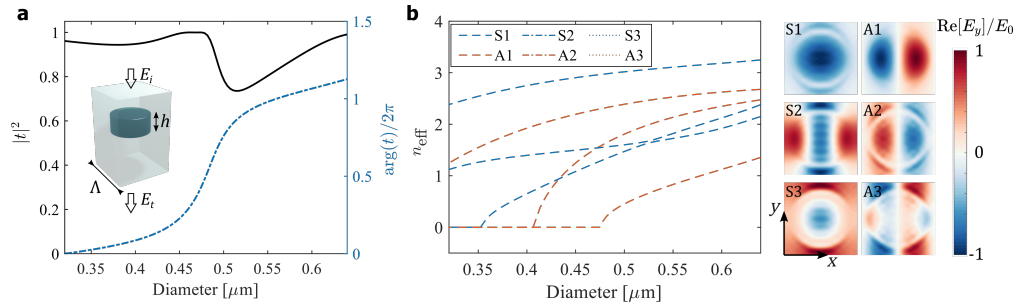 a
1
0.8
0.6
0.4
0.2
0
|t|²
1.5
1
0.5
0
arg(t)/2π
E_i
h
Λ
E_t
0.35
0.4
0.45
0.5
0.55
0.6
Diameter [μm]
b
S1
S2
S3
A1
A2
A3
4
3
2
1
0
n_eff
0.35
0.4
0.45
0.5
0.55
0.6
Diameter [μm]
S1
A1
S2
A2
S3
A3
y
x
Re[E_y]/E_0
1
0
-1